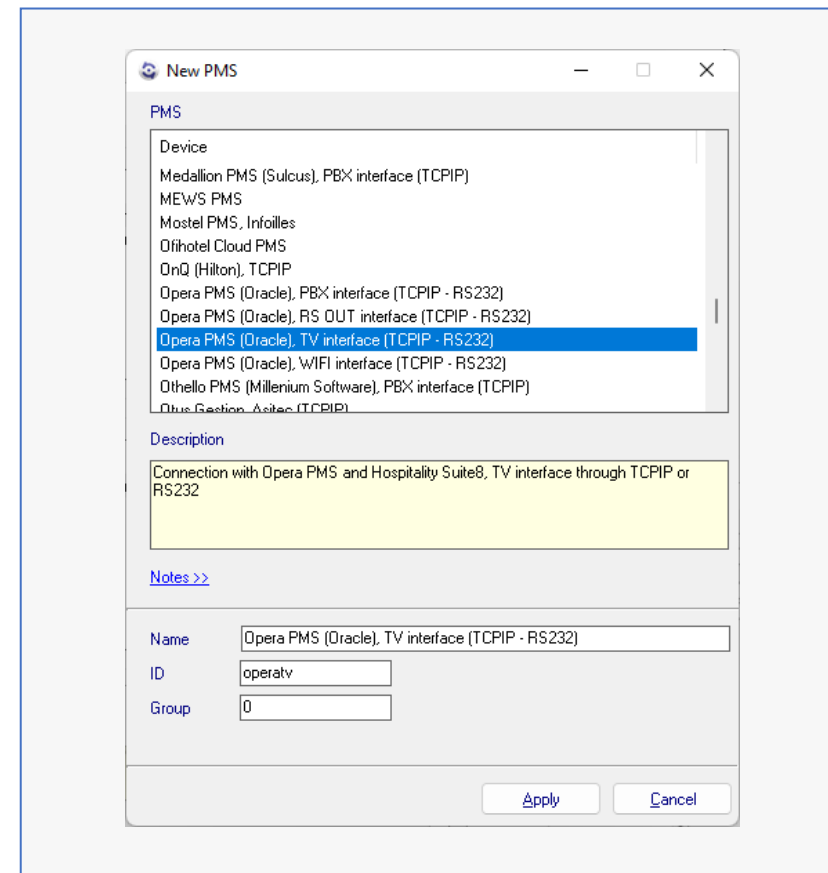 New PMS
PMS
Device
Medallion PMS (Sulcus), PBX interface (TCPIP)
MEWS PMS
Mostel PMS, Infoilles
Ofihotel Cloud PMS
OnQ (Hilton), TCPIP
Opera PMS (Oracle), PBX interface (TCPIP - RS232)
Opera PMS (Oracle), RS OUT interface (TCPIP - RS232)
Opera PMS (Oracle), TV interface (TCPIP - RS232)
Opera PMS (Oracle), WIFI interface (TCPIP - RS232)
Othello PMS (Millenium Software), PBX interface (TCPIP)
Otus Gestion, Asitec (TCPIP)
Description
Connection with Opera PMS and Hospitality Suite8, TV interface through TCPIP or
RS232
Notes >>
Name Opera PMS (Oracle), TV interface (TCPIP - RS232)
ID operatv
Group 0
Apply Cancel